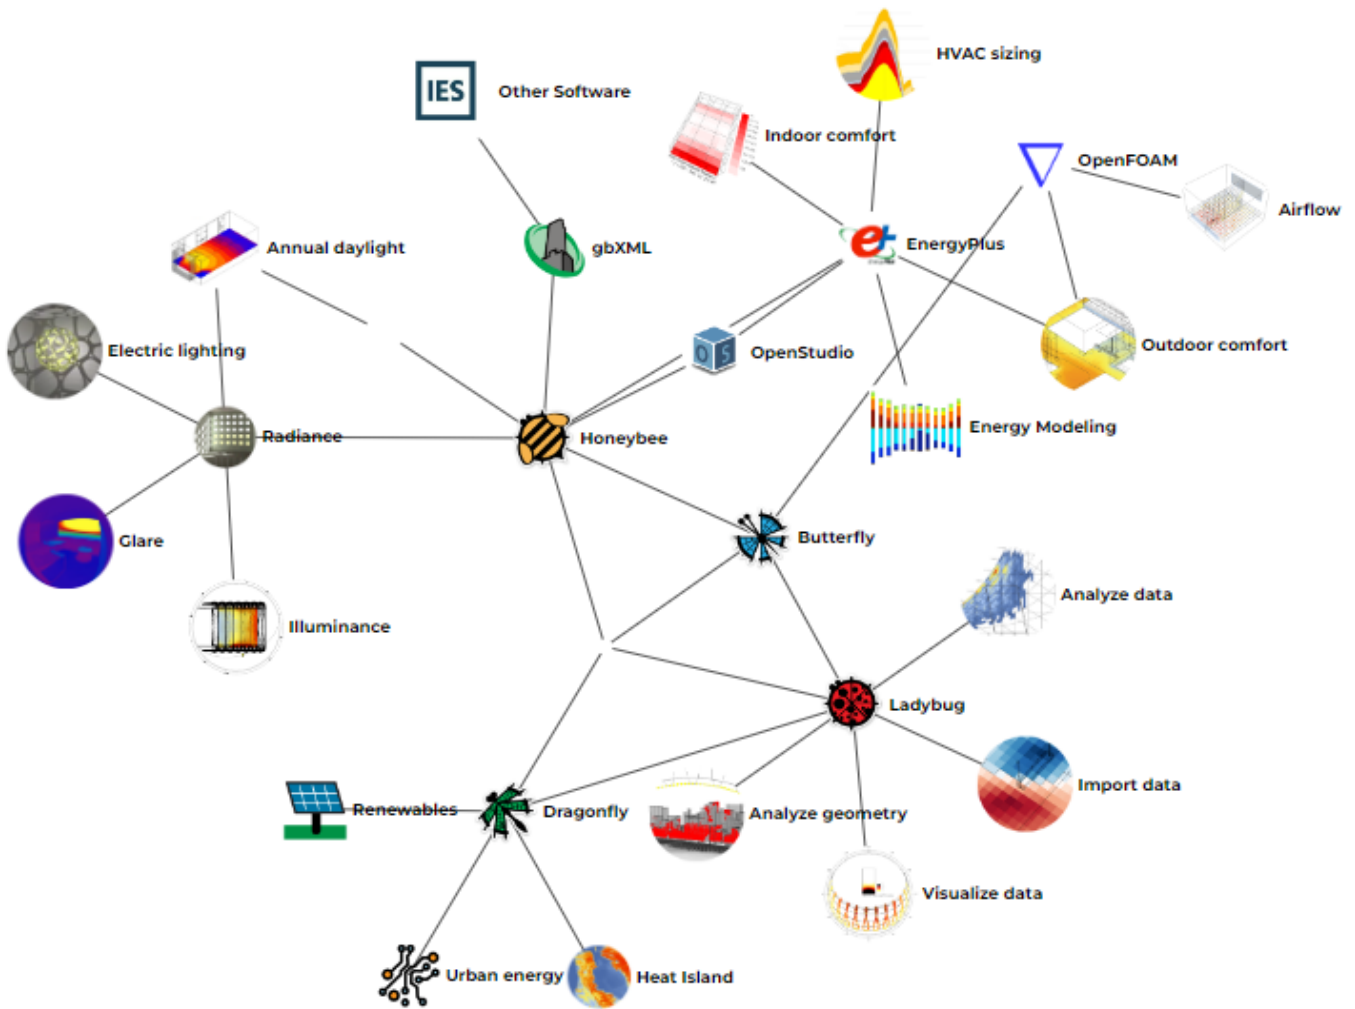 HVAC sizing
IES
Other Software
Indoor comfort
OpenFOAM
Airflow
Annual daylight
gbXML
e+
EnergyPlus
Electric lighting
OS
OpenStudio
Outdoor comfort
Radiance
Honeybee
Energy Modeling
Glare
Butterfly
Analyze data
Illuminance
Ladybug
Import data
Renewables
Dragonfly
Analyze geometry
Visualize data
Urban energy
Heat Island